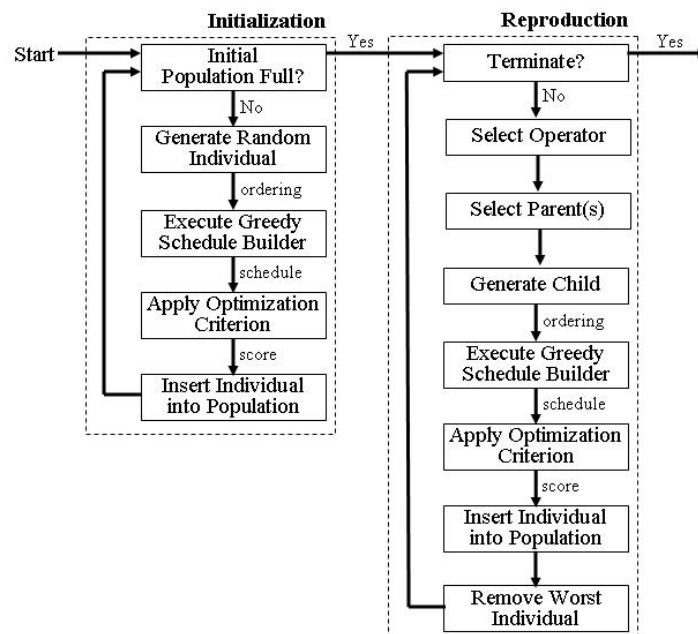 Initialization
Start
Initial
Population Full?
Yes
No
Generate Random
Individual
ordering
Execute Greedy
Schedule Builder
schedule
Apply Optimization
Criterion
score
Insert Individual
into Population
Reproduction
Terminate?
Yes
No
Select Operator
Select Parent(s)
Generate Child
ordering
Execute Greedy
Schedule Builder
schedule
Apply Optimization
Criterion
score
Insert Individual
into Population
Remove Worst
Individual